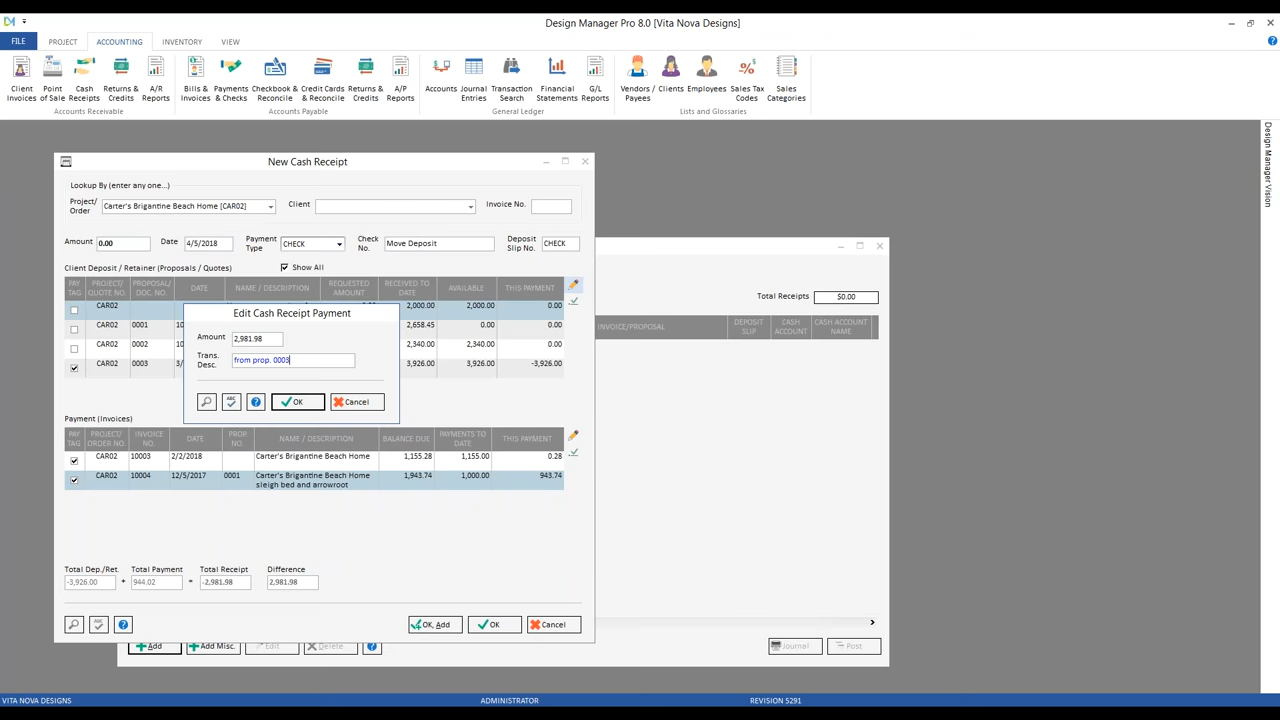 Design Manager Pro 8.0 [Vita Nova Designs]
FILE PROJECT ACCOUNTING INVENTORY VIEW
Client Invoices
Point of Sale
Cash Receipts
Returns & Credits
A/R Reports
Bills & Invoices
Payments & Checks
Checkbook & Reconcile
Credit Cards & Reconcile
Returns & Credits
A/P Reports
Accounts
Journal Entries
Transaction Search
Financial Statements
G/L Reports
Vendors / Payees
Clients
Employees
Sales Tax Codes
Sales Categories
Accounts Receivable Accounts Payable General Ledger Lists and Glossaries
Design Manager Vision
New Cash Receipt
Lookup By (enter any one...)
Project/ Order Carter's Brigantine Beach Home [CAR02] Client Invoice No.
Amount 0.00 Date 4/5/2018 Payment Type CHECK Check No. Move Deposit Deposit Slip No. CHECK
Client Deposit / Retainer (Proposals / Quotes) Show All
PAY TAG PROJECT/ QUOTE NO. PROPOSAL/ DOC. NO. DATE NAME / DESCRIPTION REQUESTED AMOUNT RECEIVED TO DATE AVAILABLE THIS PAYMENT
CAR02 2,000.00 2,000.00 0.00
CAR02 0001 10 2,658.45 0.00 0.00
CAR02 0002 10 2,340.00 2,340.00 0.00
CAR02 0003 3/ 3,926.00 3,926.00 -3,926.00
Edit Cash Receipt Payment
Amount 2,981.98
Trans. Desc. from prop. 0003
OK Cancel
Payment (Invoices)
PAY TAG PROJECT/ ORDER NO. INVOICE NO. DATE PROP. NO. NAME / DESCRIPTION BALANCE DUE PAYMENTS TO DATE THIS PAYMENT
CAR02 10003 2/2/2018 Carter's Brigantine Beach Home 1,155.28 1,155.00 0.28
CAR02 10004 12/5/2017 0001 Carter's Brigantine Beach Home 1,943.74 1,000.00 943.74
sleigh bed and arrowroot
Total Dep./Ret. Total Payment Total Receipt Difference
-3,926.00 + 944.02 = -2,981.98 2,981.98
OK, Add OK Cancel
Total Receipts $0.00
INVOICE/PROPOSAL DEPOSIT SLIP CASH ACCOUNT CASH ACCOUNT NAME
Add Add Misc. Edit Delete Journal Post
VITA NOVA DESIGNS ADMINISTRATOR REVISION 5291